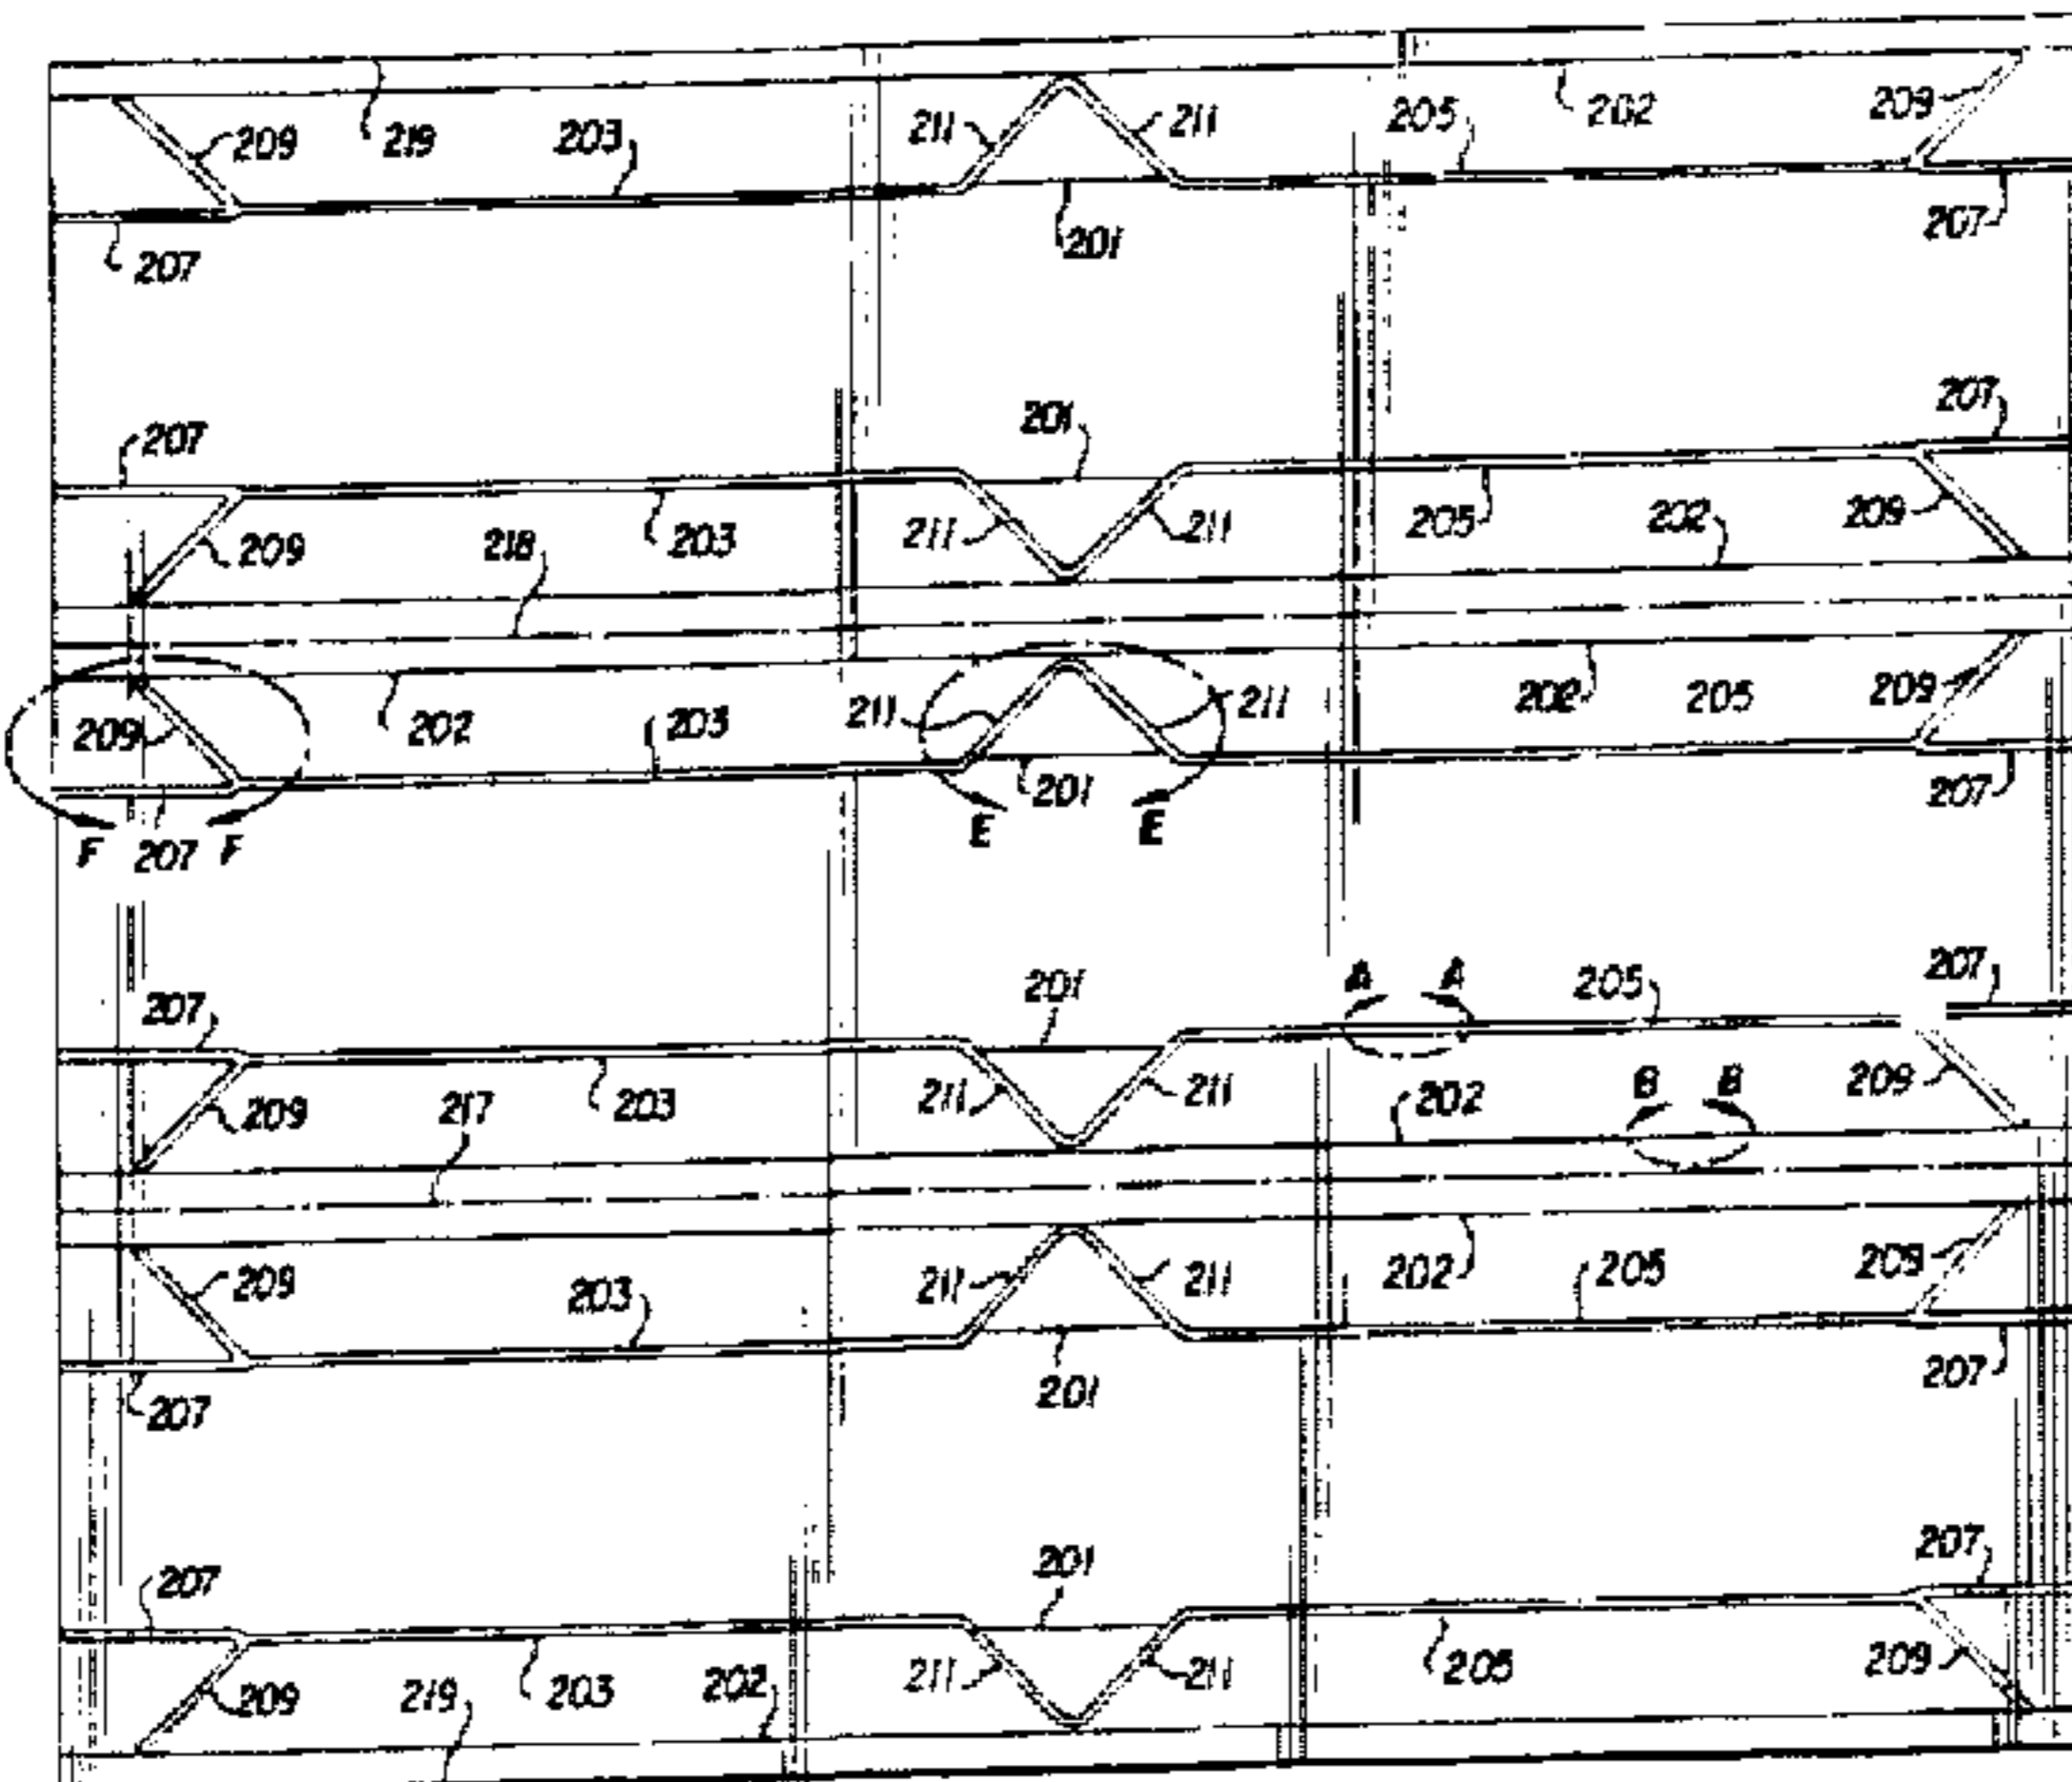 209 219 203 211 211 205 202 209
207 201 207
207 201 207
209 218 203 211 211 205 202 209
209 202 203 211 211 202 205 209
F 207 F E 201 E 207
207 201 A A 205 207
209 217 203 211 211 202 B B 209
209 203 211 211 202 205 209
207 201 207
207 201 207
209 219 203 202 211 211 205 209